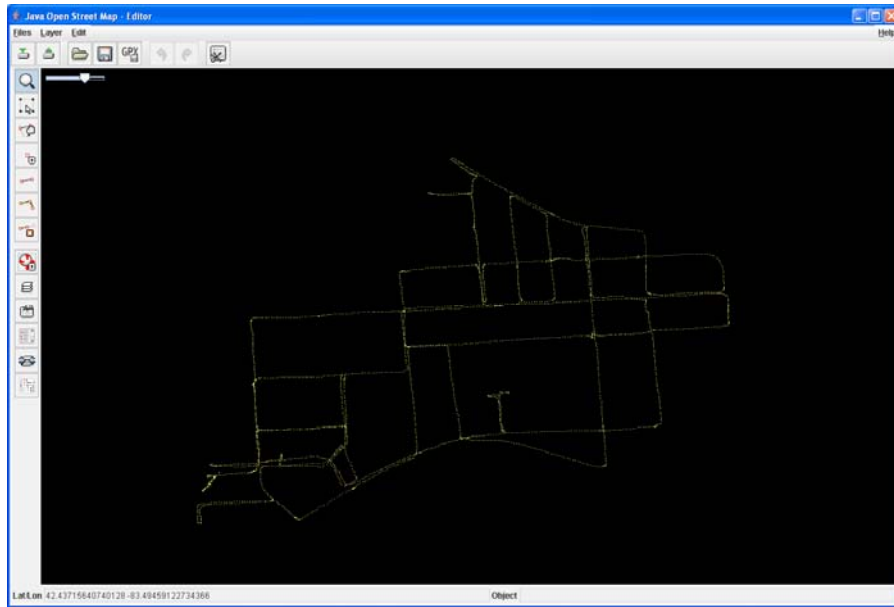 Java Open Street Map - Editor
Files Layer Edit Help
GPX
Lat/Lon 42.43715640740128 -83.49459122734366 Object